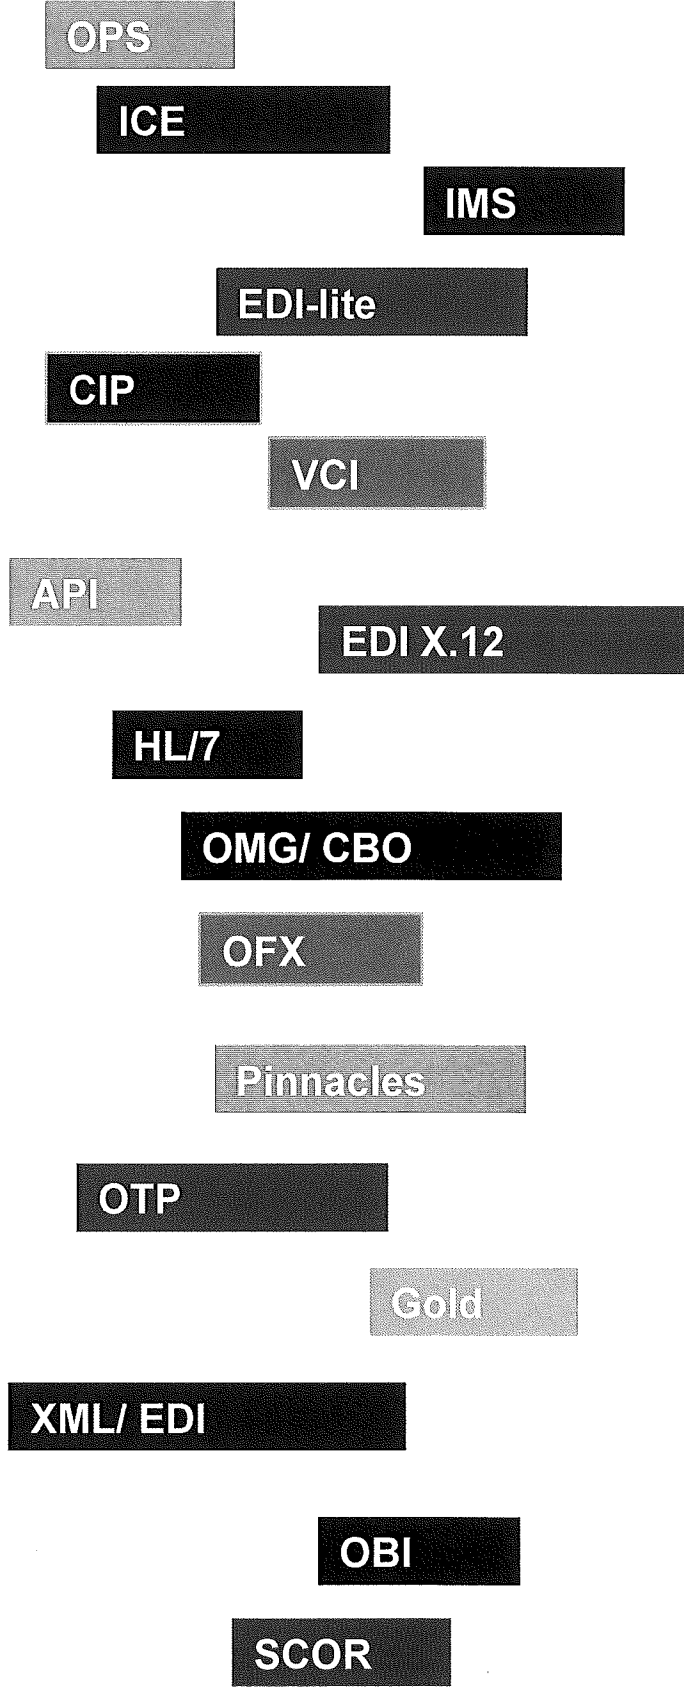 OPS
ICE
IMS
EDI-lite
CIP
VCI
API
EDI X.12
HL/7
OMG/ CBO
OFX
Pinnacles
OTP
Gold
XML/ EDI
OBI
SCOR